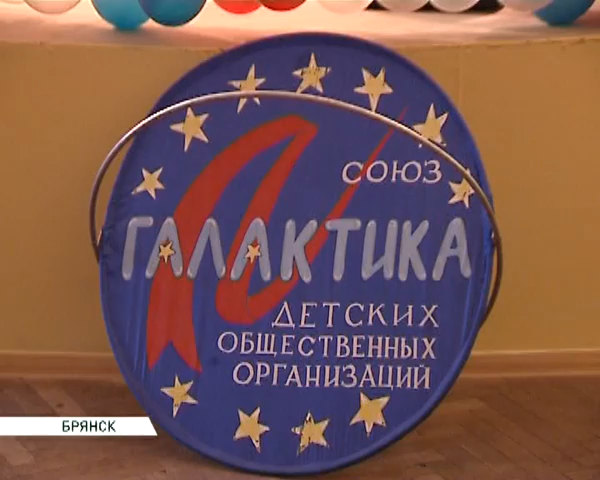 СОЮЗ
ГАЛАКТИКА
ДЕТСКИХ
ОБЩЕСТВЕННЫХ
ОРГАНИЗАЦИЙ
БРЯНСК